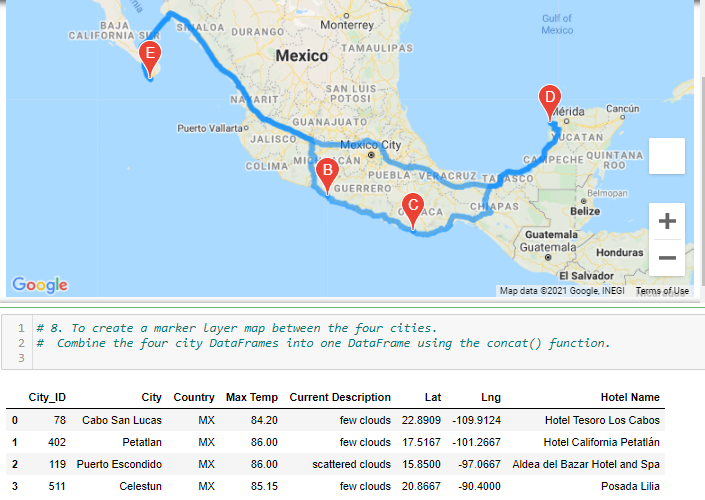 BAJA
CALIFORNIA SUR
SINALOA
DURANGO
Monterrey
Gulf of
Mexico
E
Mexico
TAMAULIPAS
SAN LUIS
POTOSI
NAYARIT
D
Mérida
Cancún
Puerto Vallarta
GUANAJUATO
JALISCO
YUCATAN
Mexico City
COLIMA
MICHOACÁN
CAMPECHE
QUINTANA
ROO
B
PUEBLA
VERACRUZ
TABASCO
GUERRERO
Belmopan
C
OAXACA
CHIAPAS
Belize
Guatemala
Guatemala
Honduras
El Salvador
+
−
Google
Map data ©2021 Google, INEGI Terms of Use
Nicaragua
1 # 8. To create a marker layer map between the four cities.
2 #  Combine the four city DataFrames into one DataFrame using the concat() function.
3
City_ID City Country Max Temp Current Description Lat Lng Hotel Name
0 78 Cabo San Lucas MX 84.20 few clouds 22.8909 -109.9124 Hotel Tesoro Los Cabos
1 402 Petatlan MX 86.00 few clouds 17.5167 -101.2667 Hotel California Petatlán
2 119 Puerto Escondido MX 86.00 scattered clouds 15.8500 -97.0667 Aldea del Bazar Hotel and Spa
3 511 Celestun MX 85.15 few clouds 20.8667 -90.4000 Posada Lilia